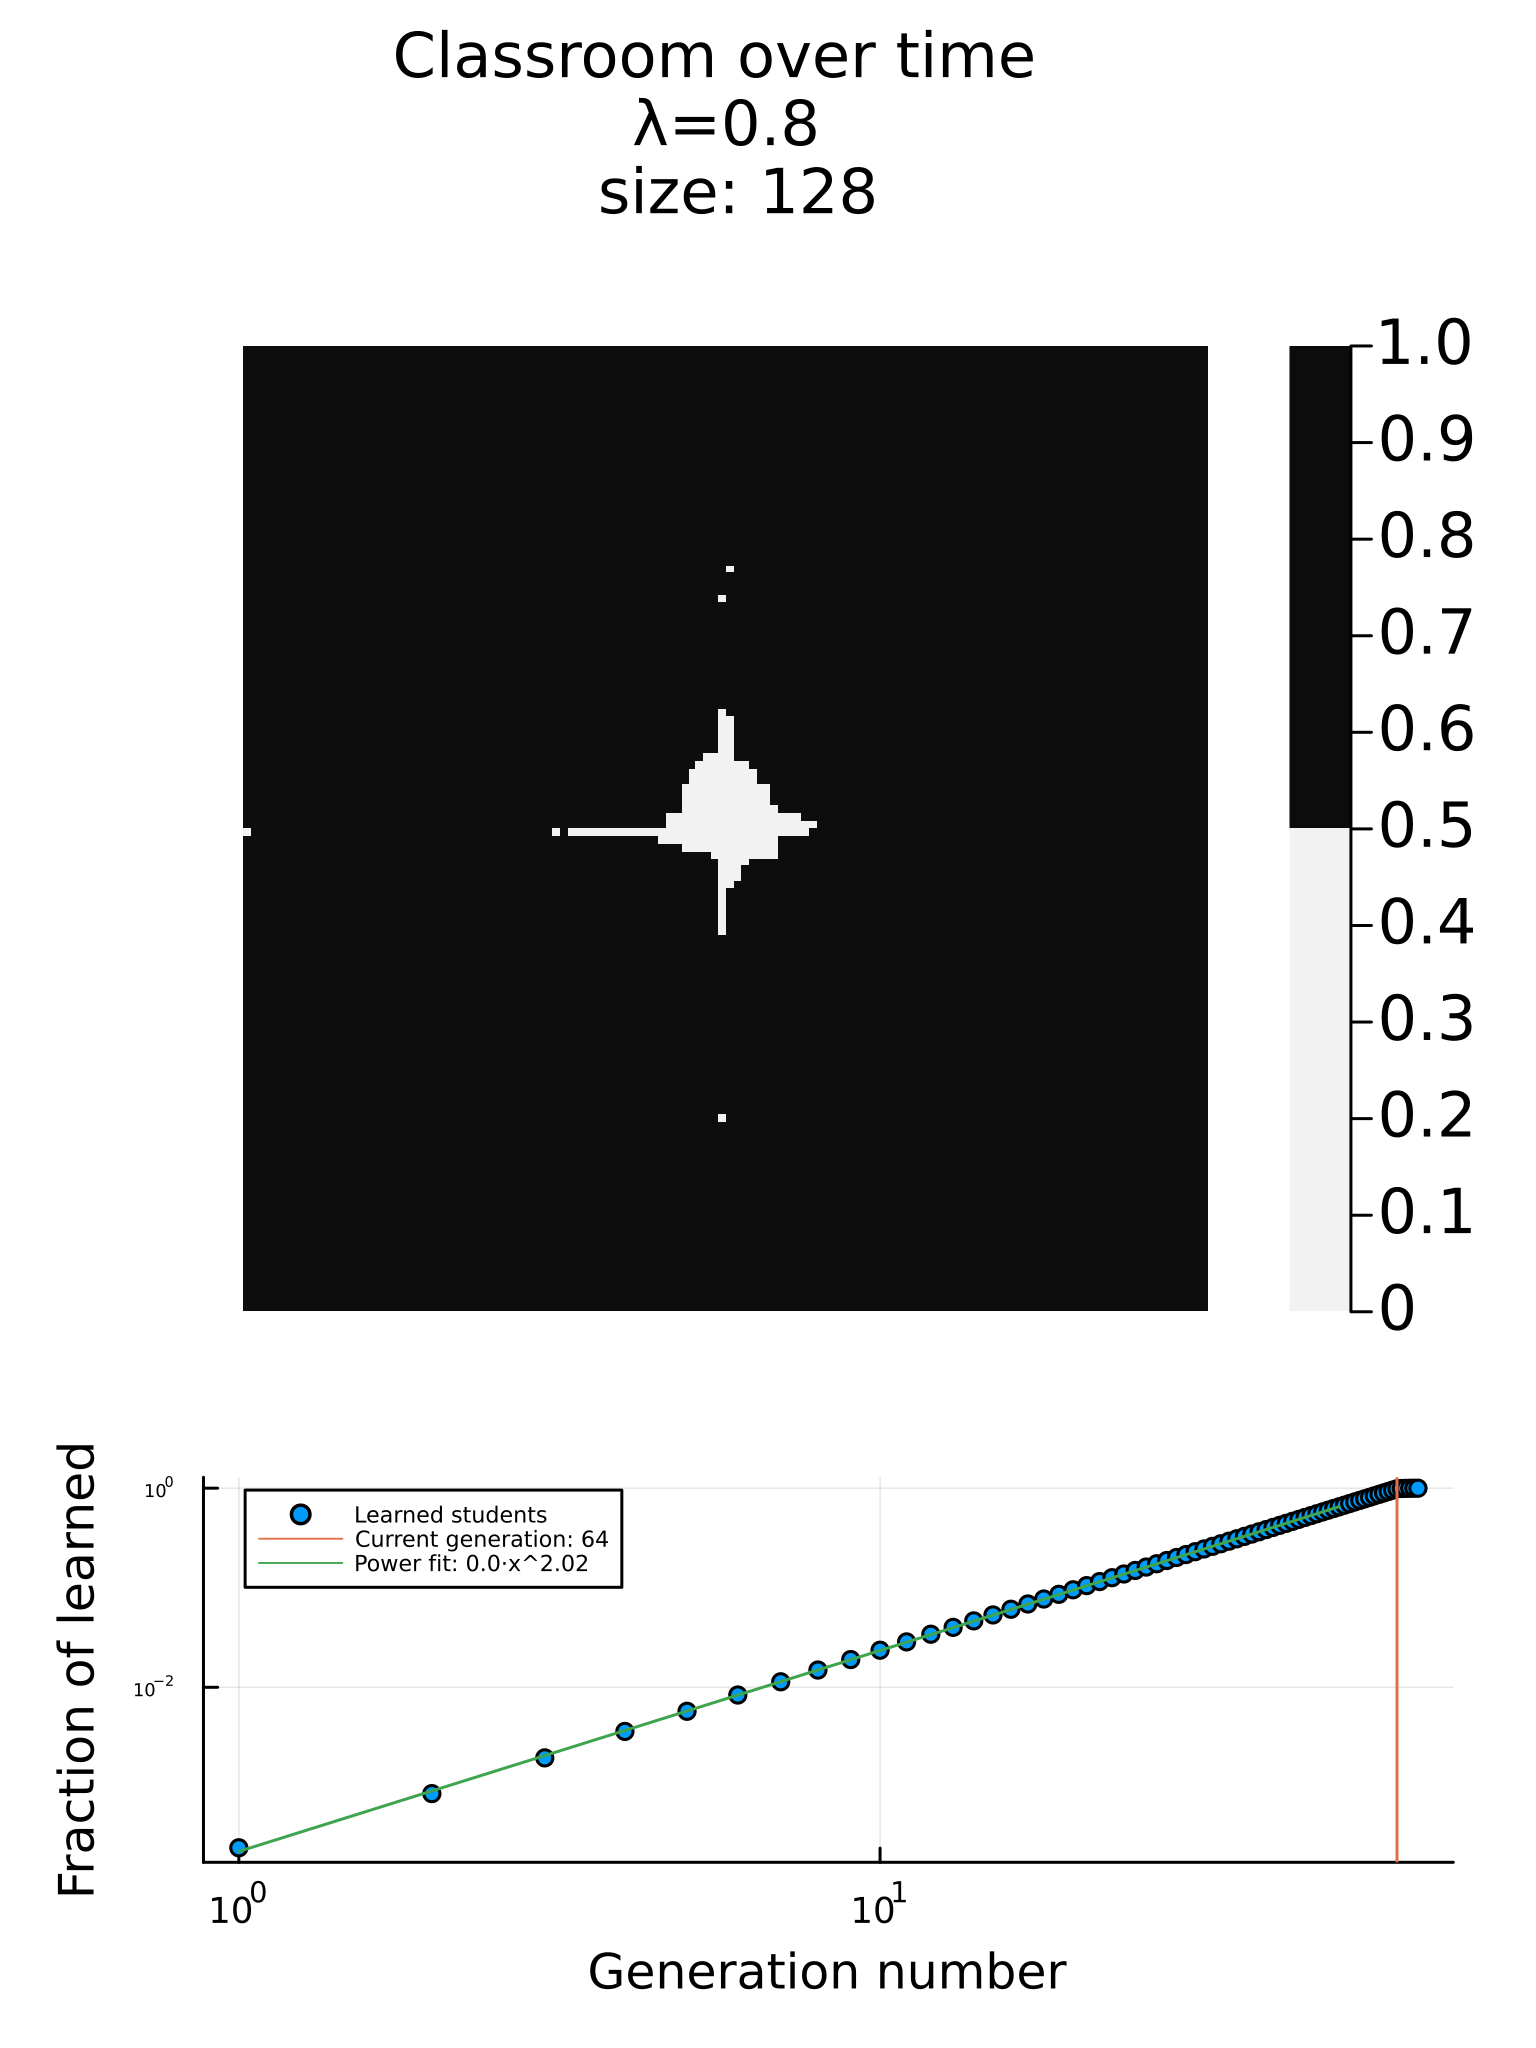 Classroom over time
λ=0.8
size: 128
1.0
0.9
0.8
0.7
0.6
0.5
0.4
0.3
0.2
0.1
0
Fraction of learned
10^0
10^-2
Learned students
Current generation: 64
Power fit: 0.0·x^2.02
10^0
10^1
Generation number